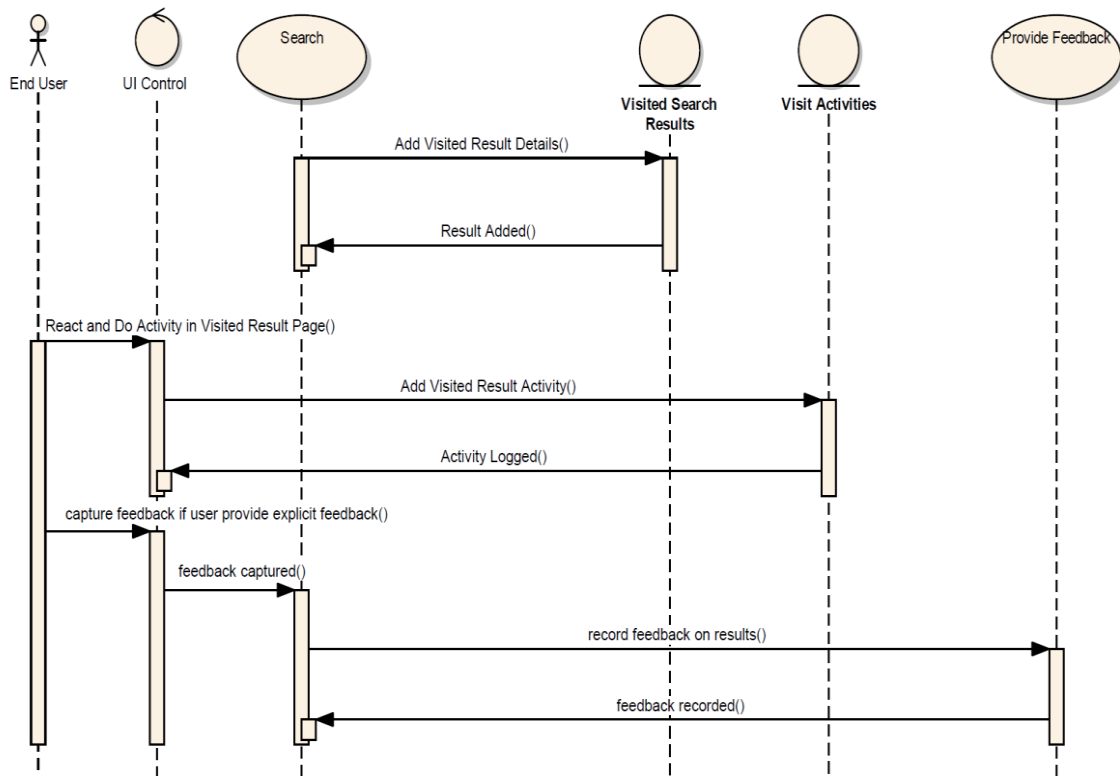 Search
Provide Feedback
End User
UI Control
Visited Search
Results
Visit Activities
Add Visited Result Details()
Result Added()
React and Do Activity in Visited Result Page()
Add Visited Result Activity()
Activity Logged()
capture feedback if user provide explicit feedback()
feedback captured()
record feedback on results()
feedback recorded()